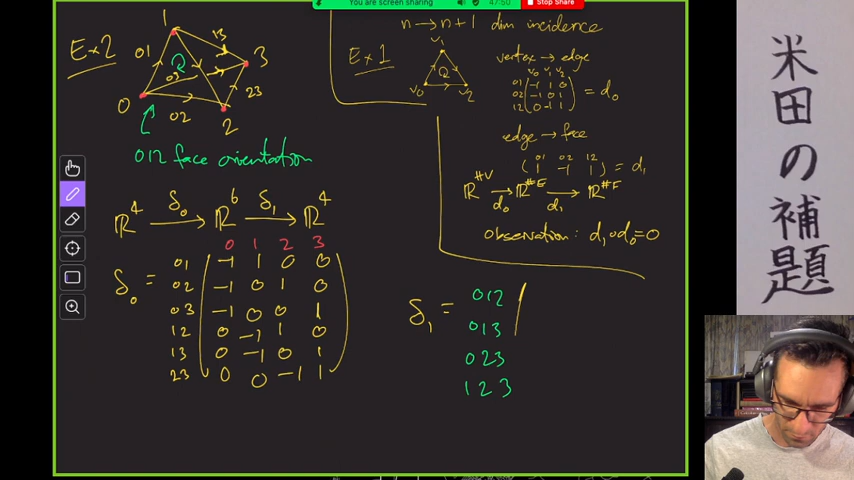 You are screen sharing 47:50 Stop Share
Ex2
1
01
13
3
03
23
0
02
2
012 face orientation
ℝ⁴ —δ₀→ ℝ⁶ —δ₁→ ℝ⁴
0 1 2 3
δ₀ =
01 -1 1 0 0
02 -1 0 1 0
03 -1 0 0 1
12 0 -1 1 0
13 0 -1 0 1
23 0 0 -1 1
n → n+1 dim incidence
Ex1
v₁
v₀ v₂
vertex → edge
v₀ v₁ v₂
01 -1 1 0
02 -1 0 1 = d₀
12 0 -1 1
edge → face
01 02 12
(1 -1 1) = d₁
ℝ^#V —d₀→ ℝ^#E —d₁→ ℝ^#F
observation: d₁∘d₀=0
δ₁ =
012
013
023
123
米田の補題